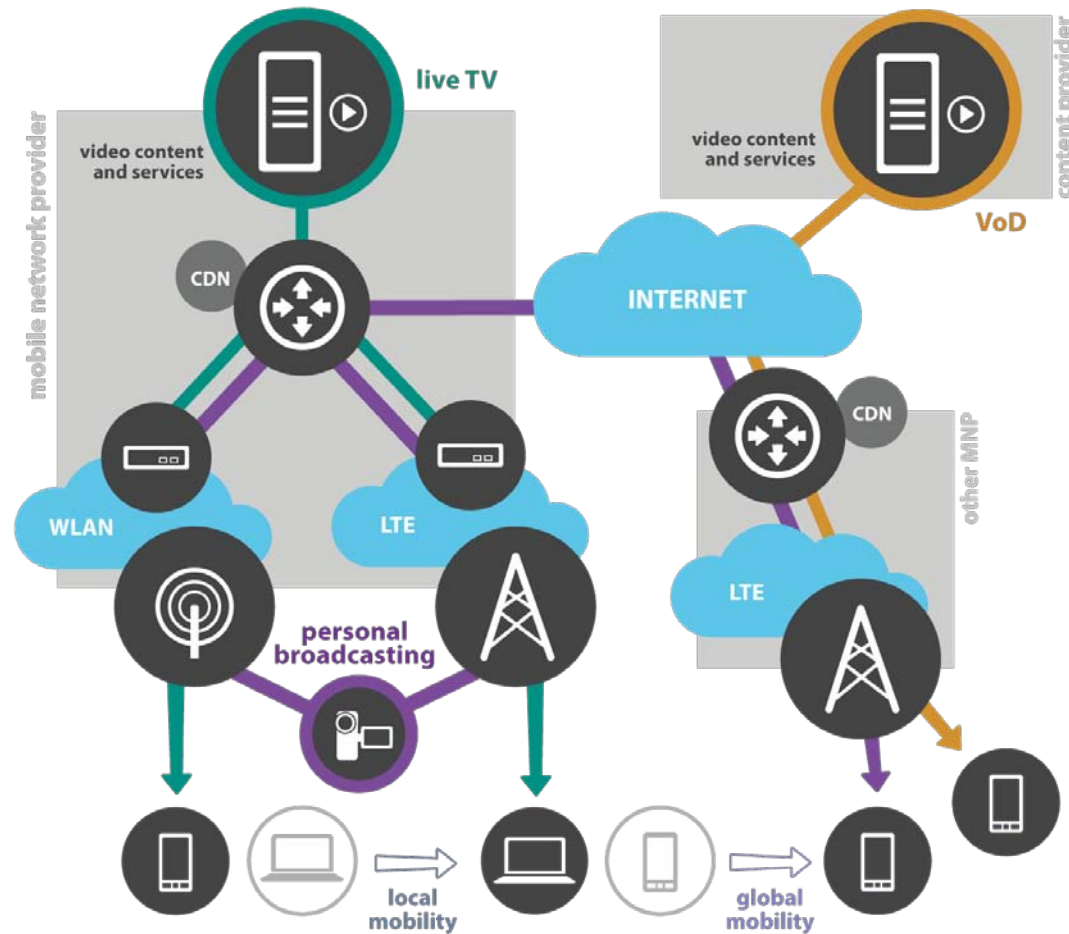 live TV
video content
and services
mobile network provider
CDN
WLAN
LTE
personal
broadcasting
INTERNET
video content
and services
content provider
VoD
CDN
other MNP
LTE
local
mobility
global
mobility